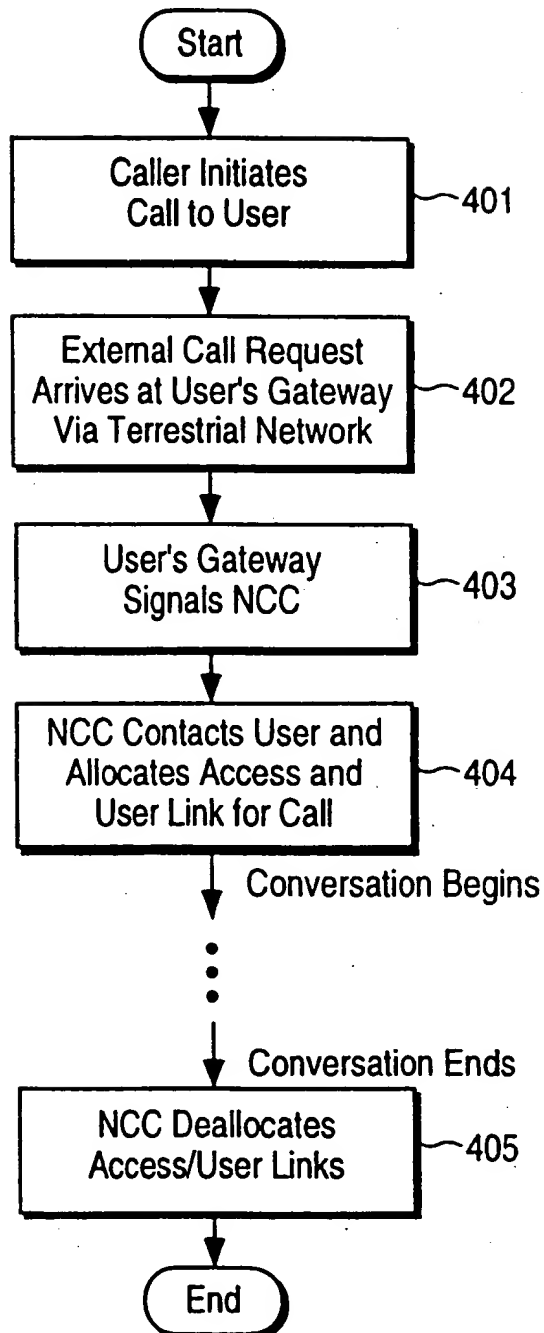 Start
Caller Initiates
Call to User
401
External Call Request
Arrives at User's Gateway
Via Terrestrial Network
402
User's Gateway
Signals NCC
403
NCC Contacts User and
Allocates Access and
User Link for Call
404
Conversation Begins
Conversation Ends
NCC Deallocates
Access/User Links
405
End